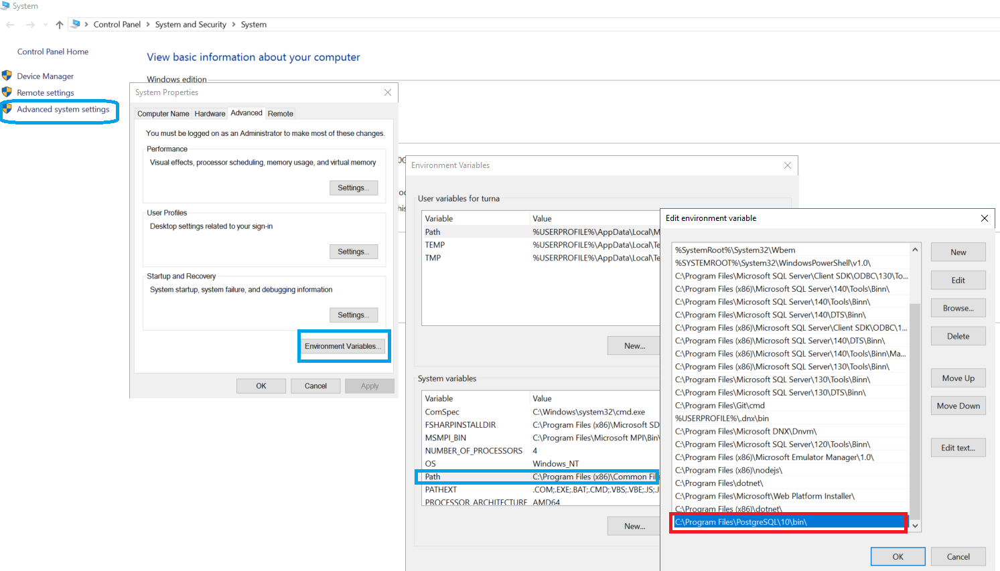 System
Control Panel > System and Security > System
Control Panel Home
Device Manager
Remote settings
Advanced system settings
View basic information about your computer
Windows edition
System Properties
Computer Name Hardware Advanced Remote
You must be logged on as an Administrator to make most of these changes.
Performance
Visual effects, processor scheduling, memory usage, and virtual memory
Settings...
User Profiles
Desktop settings related to your sign-in
Settings...
Startup and Recovery
System startup, system failure, and debugging information
Settings...
Environment Variables...
OK Cancel Apply
Environment Variables
User variables for turna
Variable Value
Path %USERPROFILE%\AppData\Local\M
TEMP %USERPROFILE%\AppData\Local\Te
TMP %USERPROFILE%\AppData\Local\Te
New...
System variables
Variable Value
ComSpec C:\Windows\system32\cmd.exe
FSHARPINSTALLDIR C:\Program Files (x86)\Microsoft SD
MSMPI_BIN C:\Program Files\Microsoft MPI\Bin\
NUMBER_OF_PROCESSORS 4
OS Windows_NT
Path C:\Program Files (x86)\Common File
PATHEXT .COM;.EXE;.BAT;.CMD;.VBS;.VBE;.JS;.J
PROCESSOR_ARCHITECTURE AMD64
New...
Edit environment variable
%SystemRoot%\System32\Wbem
%SYSTEMROOT%\System32\WindowsPowerShell\v1.0\
C:\Program Files\Microsoft SQL Server\Client SDK\ODBC\130\To...
C:\Program Files (x86)\Microsoft SQL Server\140\Tools\Binn\
C:\Program Files\Microsoft SQL Server\140\Tools\Binn\
C:\Program Files\Microsoft SQL Server\140\DTS\Binn\
C:\Program Files (x86)\Microsoft SQL Server\Client SDK\ODBC\1...
C:\Program Files (x86)\Microsoft SQL Server\140\DTS\Binn\
C:\Program Files (x86)\Microsoft SQL Server\140\Tools\Binn\Ma...
C:\Program Files (x86)\Microsoft SQL Server\130\Tools\Binn\
C:\Program Files\Microsoft SQL Server\130\Tools\Binn\
C:\Program Files\Microsoft SQL Server\130\DTS\Binn\
C:\Program Files\Git\cmd
%USERPROFILE%\.dnx\bin
C:\Program Files\Microsoft DNX\Dnvm\
C:\Program Files\Microsoft SQL Server\120\Tools\Binn\
C:\Program Files (x86)\Microsoft Emulator Manager\1.0\
C:\Program Files (x86)\nodejs\
C:\Program Files\dotnet\
C:\Program Files\Microsoft\Web Platform Installer\
C:\Program Files (x86)\dotnet\
C:\Program Files\PostgreSQL\10\bin\
New
Edit
Browse...
Delete
Move Up
Move Down
Edit text...
OK Cancel